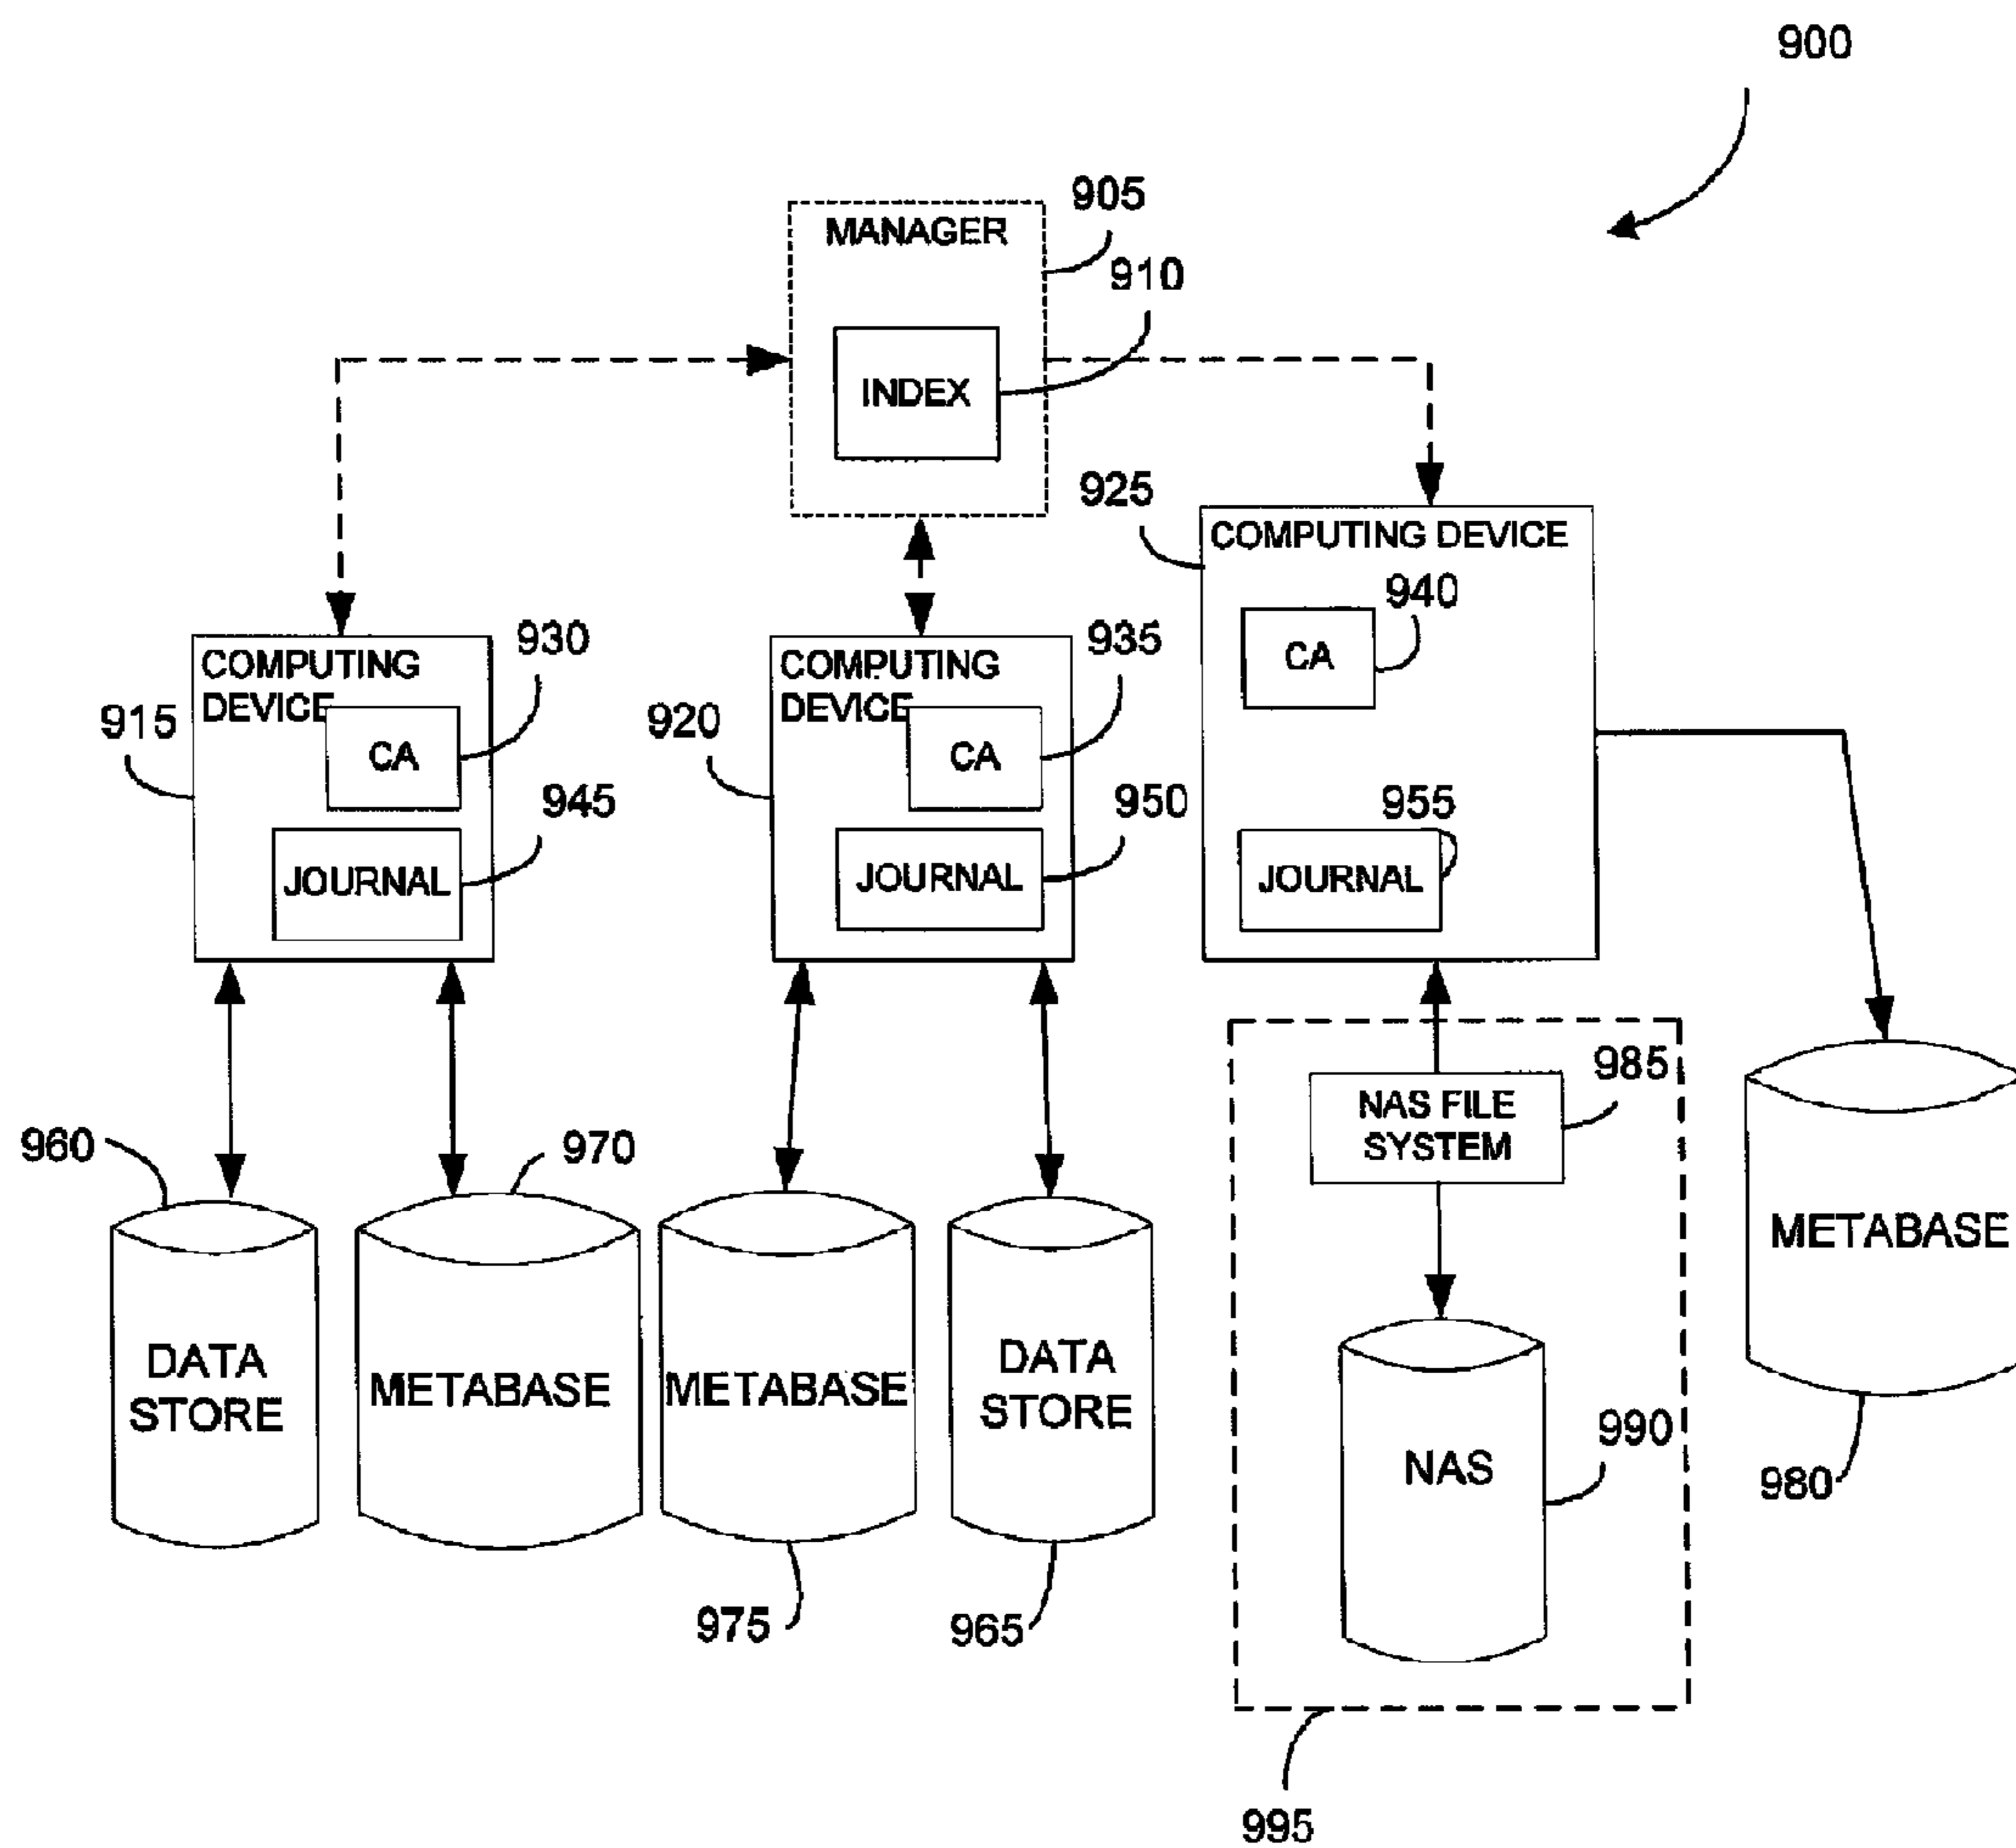 900
905
MANAGER
910
INDEX
925
COMPUTING DEVICE
940
CA
930
COMPUTING
DEVICE
915
CA
945
JOURNAL
935
COMPUTING
DEVICE
920
CA
950
JOURNAL
955
JOURNAL
985
NAS FILE
SYSTEM
960
970
METABASE
DATA
STORE
METABASE
METABASE
DATA
STORE
990
NAS
980
975
965
995